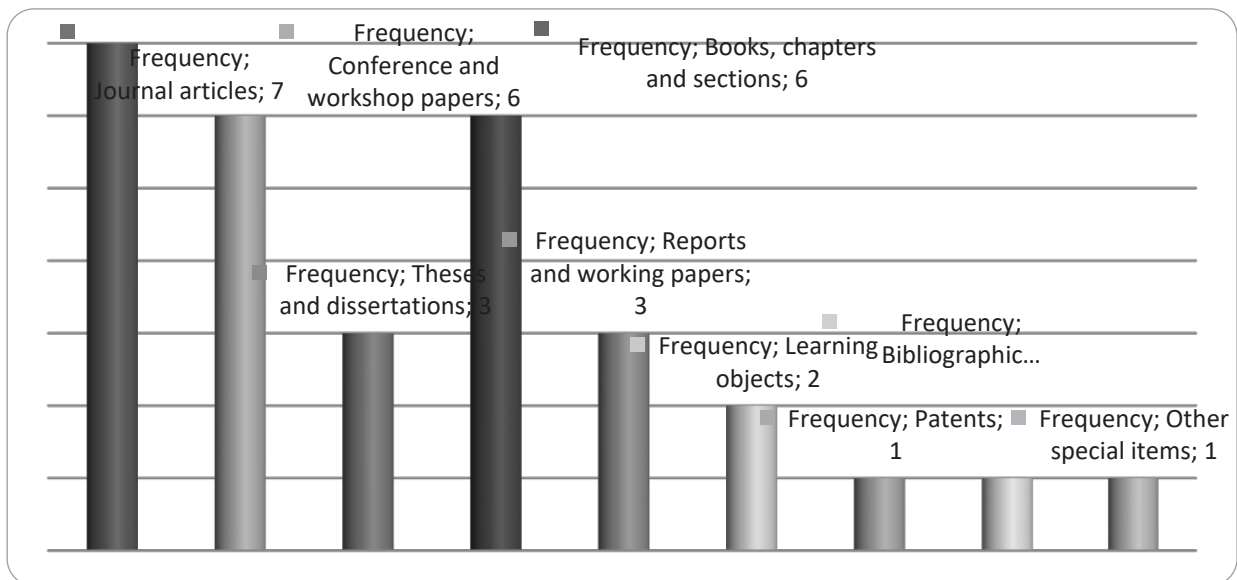 Frequency;
Journal articles; 7
Frequency;
Conference and
workshop papers; 6
Frequency; Books, chapters
and sections; 6
Frequency; Theses
and dissertations; 3
Frequency; Reports
and working papers;
3
Frequency; Learning
objects; 2
Frequency;
Bibliographic...
Frequency; Patents;
1
Frequency; Other
special items; 1